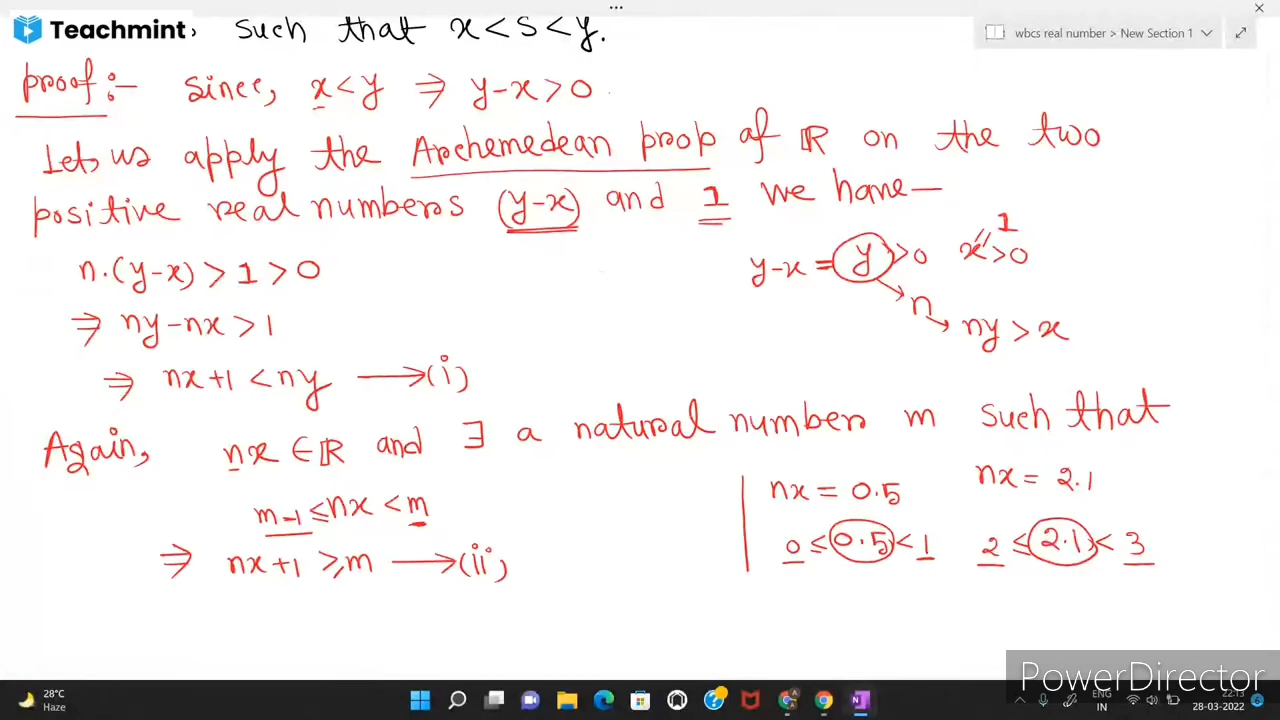 Teachmint
such that x < s < y.
wbcs real number > New Section 1
proof:- since, x < y ⇒ y-x > 0
Let us apply the Archemedean prop of ℝ on the two
positive real numbers (y-x) and 1 we have—
n.(y-x) > 1 > 0
y-x = y > 0 x > 0
1
n
⇒ ny - nx > 1
ny > x
⇒ nx+1 < ny ⟶(i)
Again, nx ∈ ℝ and ∃ a natural number m such that
m-1 ≤ nx < m
nx = 0.5 nx = 2.1
0 ≤ 0.5 < 1 2 ≤ 2.1 < 3
⇒ nx+1 ≥ m ⟶(ii)
PowerDirector
28°C
Haze
ENG
IN
22:13
28-03-2022